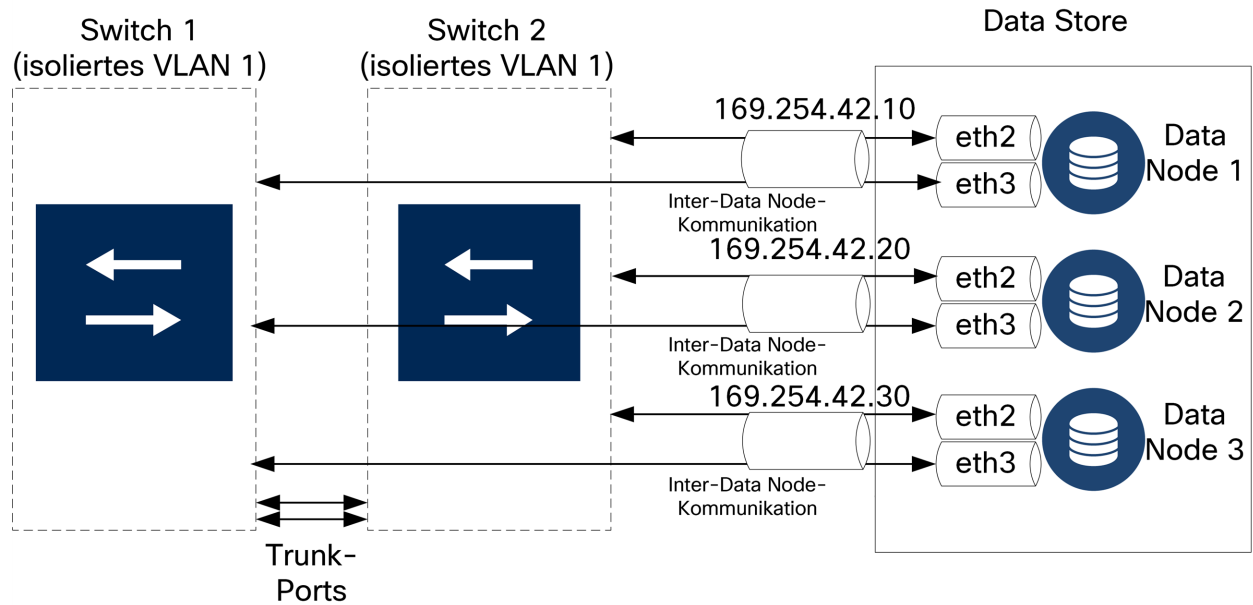 Switch 1
(isoliertes VLAN 1)
Switch 2
(isoliertes VLAN 1)
Data Store
169.254.42.10
eth2
eth3
Data
Node 1
Inter-Data Node-
Kommunikation
169.254.42.20
eth2
eth3
Data
Node 2
Inter-Data Node-
Kommunikation
169.254.42.30
eth2
eth3
Data
Node 3
Inter-Data Node-
Kommunikation
Trunk-
Ports